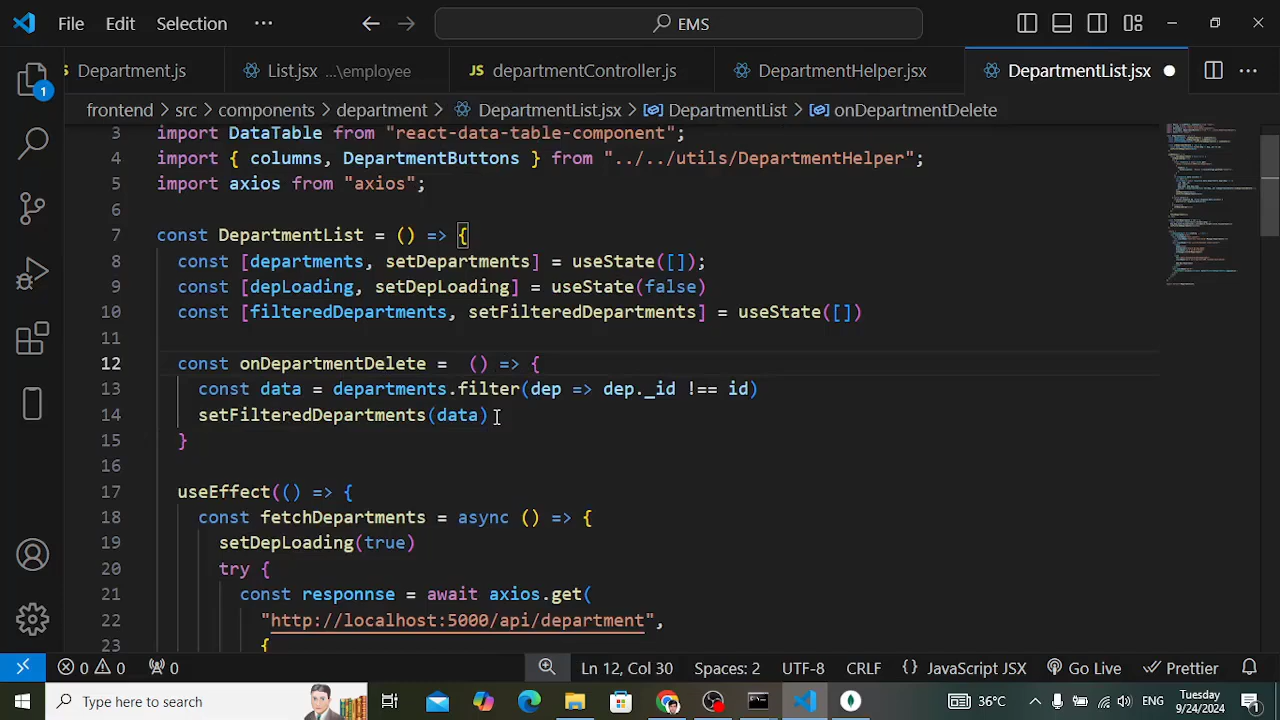 File Edit Selection ··· EMS
Department.js List.jsx ...\employee departmentController.js DepartmentHelper.jsx DepartmentList.jsx
frontend > src > components > department > DepartmentList.jsx > DepartmentList > onDepartmentDelete
3 import DataTable from "react-data-table-component";
4 import { columns, DepartmentButtons } from "../../utils/DepartmentHelper";
5 import axios from "axios";
6
7 const DepartmentList = () => {
8 const [departments, setDepartments] = useState([]);
9 const [depLoading, setDepLoading] = useState(false)
10 const [filteredDepartments, setFilteredDepartments] = useState([])
11
12 const onDepartmentDelete =  () => {
13 const data = departments.filter(dep => dep._id !== id)
14 setFilteredDepartments(data)
15 }
16
17 useEffect(() => {
18 const fetchDepartments = async () => {
19 setDepLoading(true)
20 try {
21 const responnse = await axios.get(
22 "http://localhost:5000/api/department",
23 {
1
0 0 0 Ln 12, Col 30 Spaces: 2 UTF-8 CRLF {} JavaScript JSX Go Live Prettier
Type here to search 36°C ENG Tuesday 9/24/2024 1